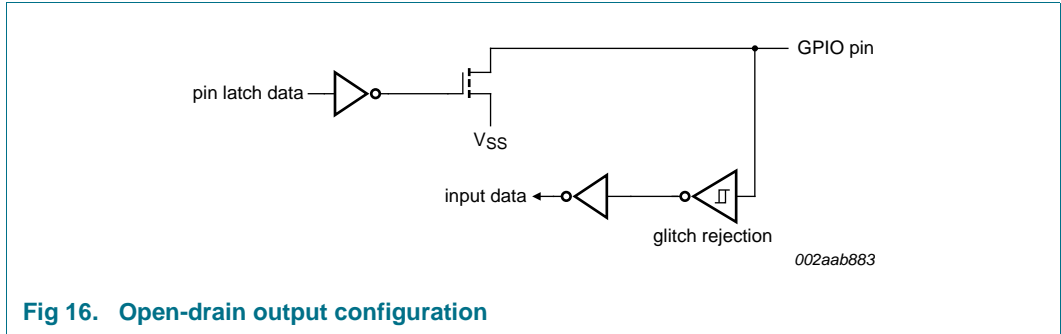 GPIO pin
pin latch data
VSS
input data
glitch rejection
002aab883
Fig 16. Open-drain output configuration